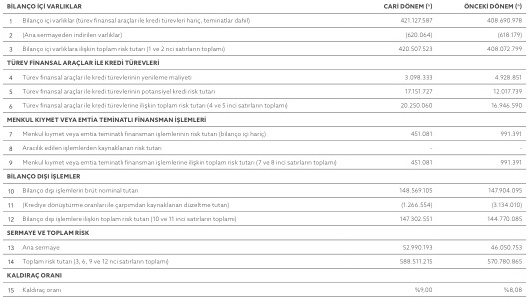 BİLANÇO İÇİ VARLIKLAR CARİ DÖNEM (*) ÖNCEKİ DÖNEM (*)
1 Bilanço içi varlıklar (türev finansal araçlar ile kredi türevleri hariç, teminatlar dahil) 421.127.587 408.690.978
2 (Ana sermayeden indirilen varlıklar) (620.064) (618.179)
3 Bilanço içi varlıklara ilişkin toplam risk tutarı (1 ve 2 nci satırların toplamı) 420.507.523 408.072.799
TÜREV FİNANSAL ARAÇLAR İLE KREDİ TÜREVLERİ
4 Türev finansal araçlar ile kredi türevlerinin yenileme maliyeti 3.098.333 4.928.851
5 Türev finansal araçlar ile kredi türevlerinin potansiyel kredi risk tutarı 17.151.727 12.017.739
6 Türev finansal araçlar ile kredi türevlerine ilişkin toplam risk tutarı (4 ve 5 inci satırların toplamı) 20.250.060 16.946.590
MENKUL KIYMET VEYA EMTİA TEMİNATLI FİNANSMAN İŞLEMLERİ
7 Menkul kıymet veya emtia teminatlı finansman işlemlerinin risk tutarı (bilanço içi hariç) 451.081 991.391
8 Aracılık edilen işlemlerden kaynaklanan risk tutarı - -
9 Menkul kıymet veya emtia teminatlı finansman işlemlerine ilişkin toplam risk tutarı (7 ve 8 inci satırların toplamı) 451.081 991.391
BİLANÇO DIŞI İŞLEMLER
10 Bilanço dışı işlemlerin brüt nominal tutarı 148.569.105 147.904.095
11 (Krediye dönüştürme oranları ile çarpımdan kaynaklanan düzeltme tutarı) (1.266.554) (3.134.010)
12 Bilanço dışı işlemlere ilişkin toplam risk tutarı (10 ve 11 inci satırların toplamı) 147.302.551 144.770.085
SERMAYE VE TOPLAM RİSK
13 Ana sermaye 52.990.193 46.050.753
14 Toplam risk tutarı (3, 6, 9 ve 12 nci satırların toplamı) 588.511.215 570.780.865
KALDIRAÇ ORANI
15 Kaldıraç oranı %9,00 %8,08